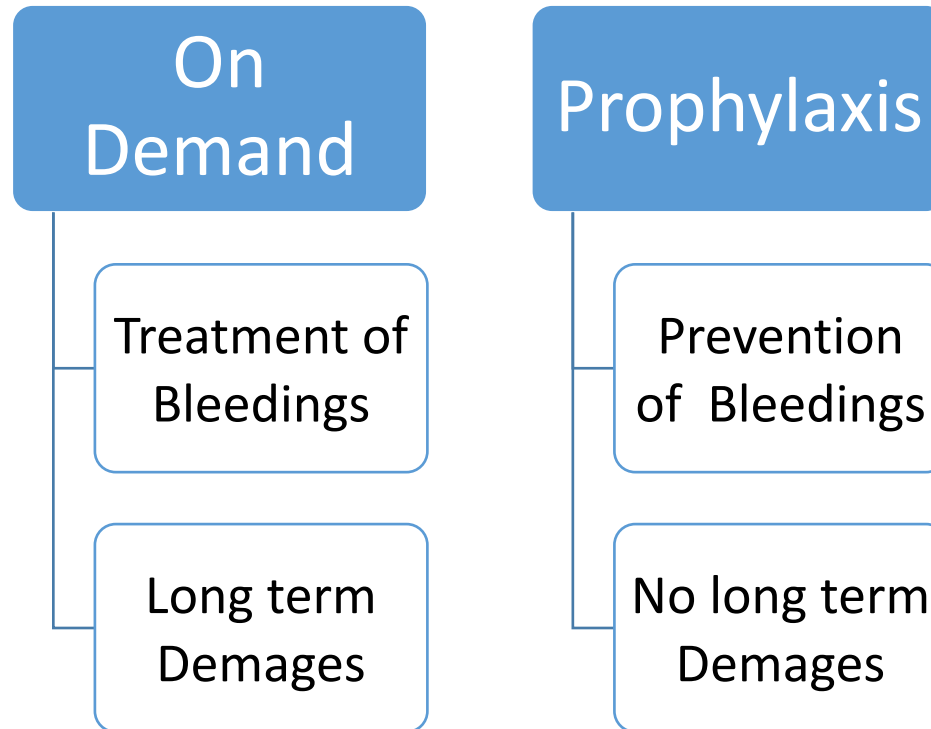 On
Demand
Treatment of
Bleedings
Long term
Demages
Prophylaxis
Prevention
of Bleedings
No long term
Demages